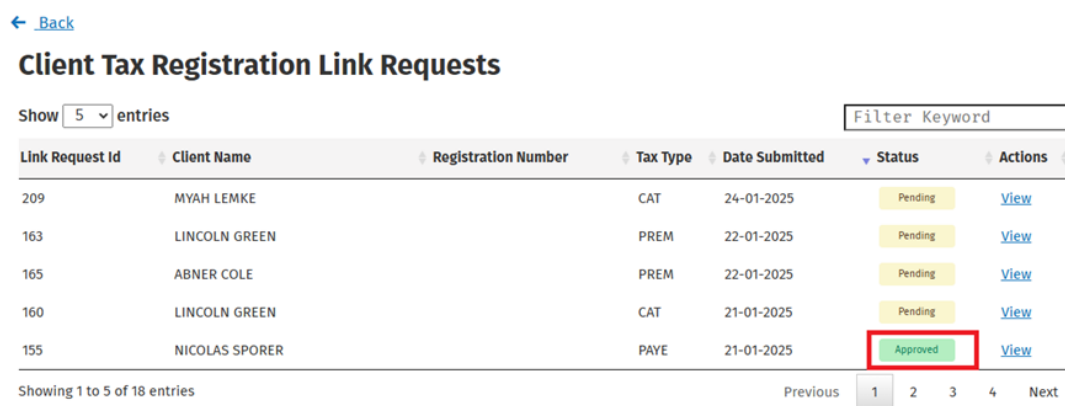 ← Back
Client Tax Registration Link Requests
Show 5 entries Filter Keyword
Link Request Id Client Name Registration Number Tax Type Date Submitted Status Actions
209 MYAH LEMKE CAT 24-01-2025 Pending View
163 LINCOLN GREEN PREM 22-01-2025 Pending View
165 ABNER COLE PREM 22-01-2025 Pending View
160 LINCOLN GREEN CAT 21-01-2025 Pending View
155 NICOLAS SPORER PAYE 21-01-2025 Approved View
Showing 1 to 5 of 18 entries Previous 1 2 3 4 Next